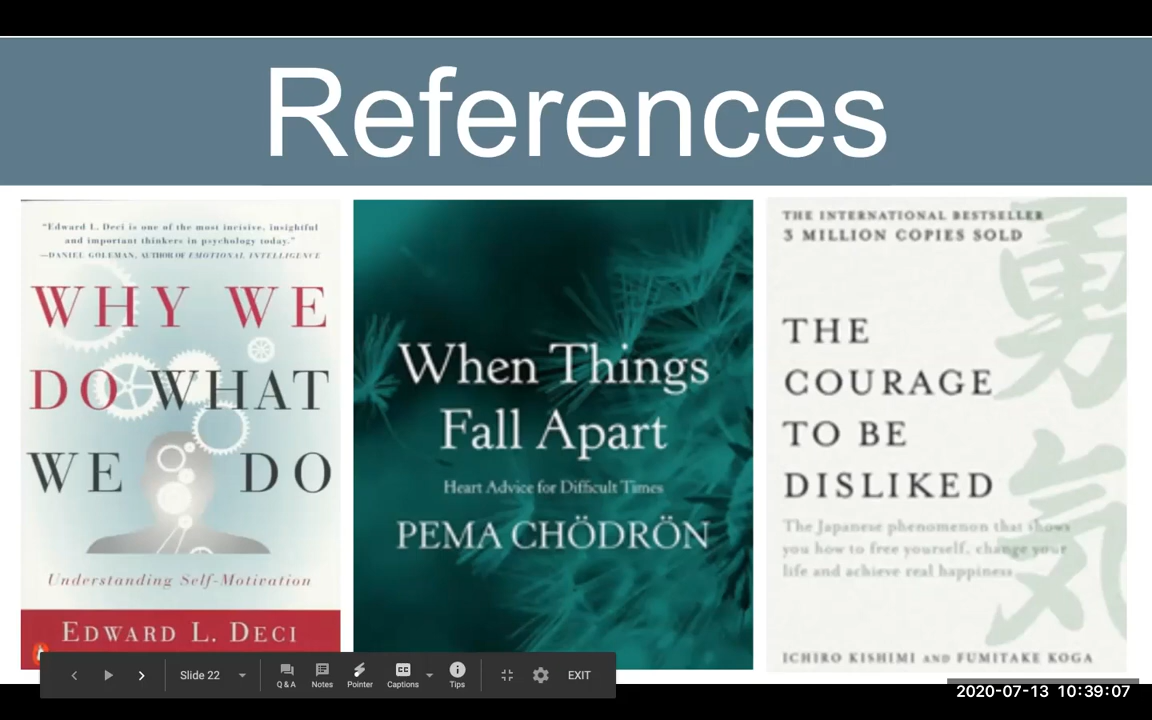 References
"Edward L. Deci is one of the most incisive, insightful
and important thinkers in psychology today."
—DANIEL GOLEMAN, AUTHOR OF EMOTIONAL INTELLIGENCE
WHY WE
DO WHAT
WE DO
Understanding Self-Motivation
EDWARD L. DECI
When Things
Fall Apart
Heart Advice for Difficult Times
PEMA CHÖDRÖN
THE INTERNATIONAL BESTSELLER
3 MILLION COPIES SOLD
勇
気
THE
COURAGE
TO BE
DISLIKED
The Japanese phenomenon that shows
you how to free yourself, change your
life and achieve real happiness
ICHIRO KISHIMI AND FUMITAKE KOGA
Slide 22
Q & A
Notes
Pointer
CC
Captions
Tips
EXIT
2020-07-13 10:39:07